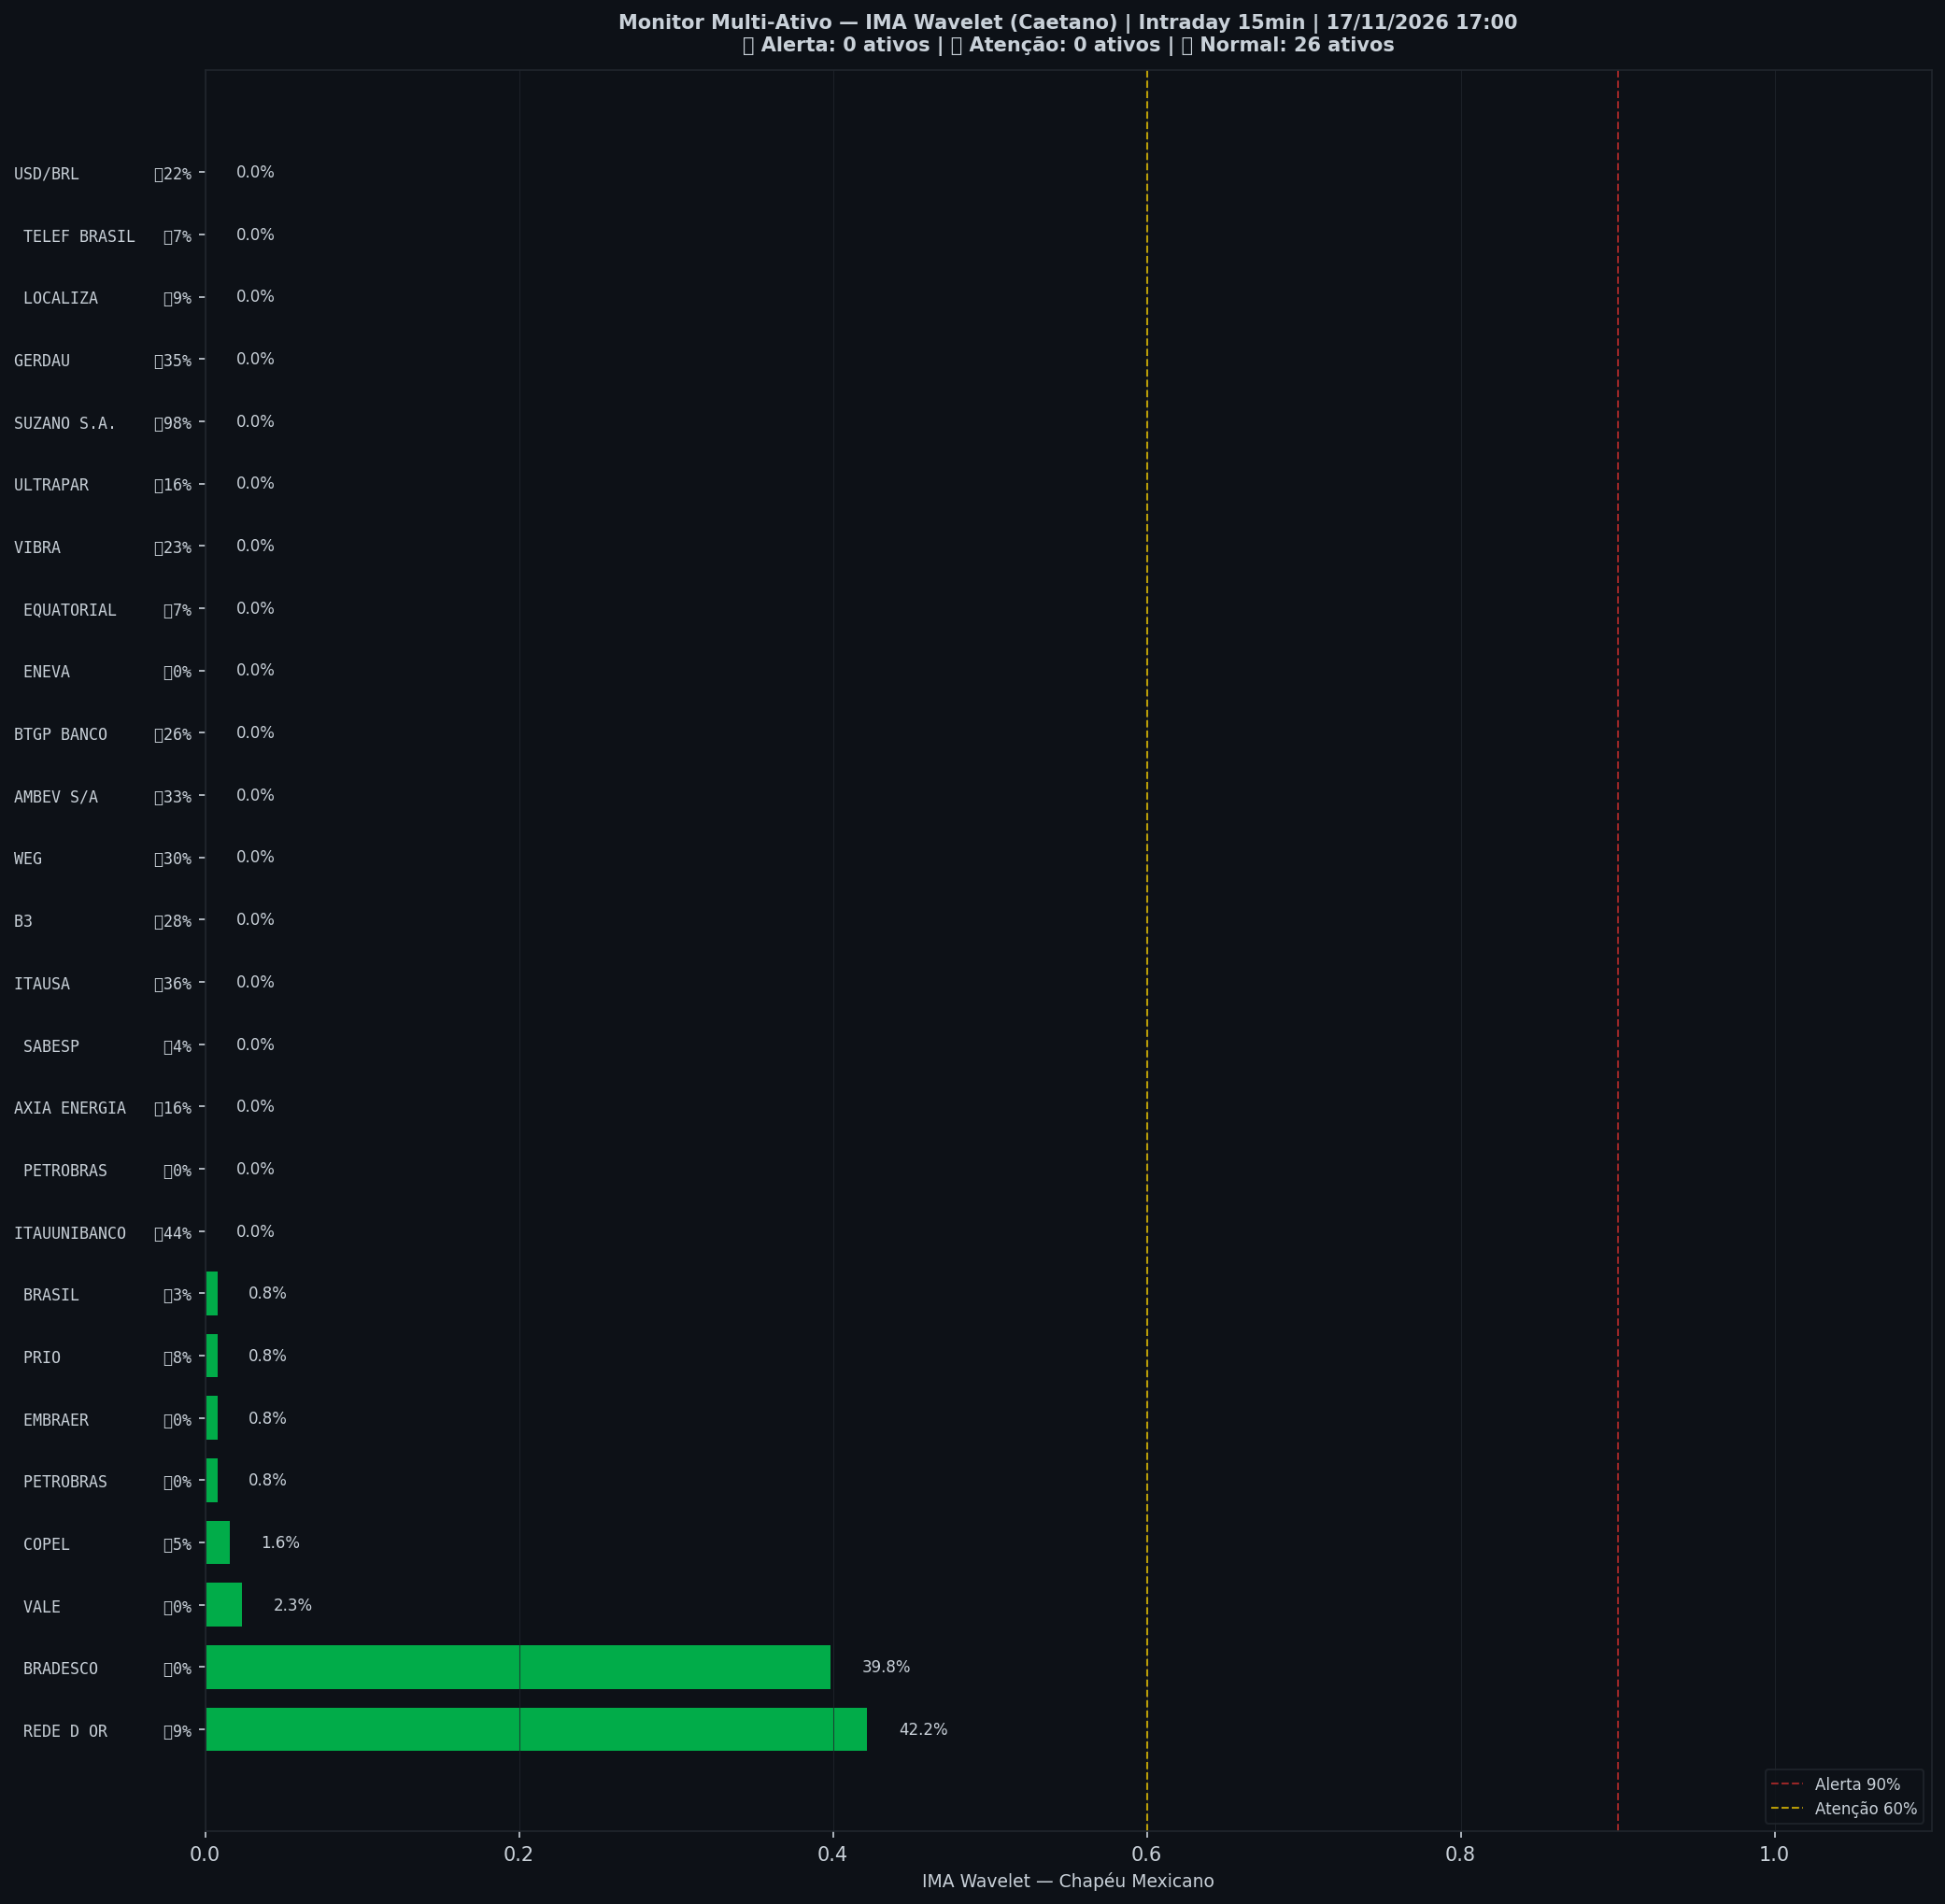 Monitor Multi-Ativo — IMA Wavelet (Caetano) | Intraday 15min | 17/11/2026 17:00
▯ Alerta: 0 ativos | ▯ Atenção: 0 ativos | ▯ Normal: 26 ativos
USD/BRL ▯22% 0.0%
TELEF BRASIL ▯7% 0.0%
LOCALIZA ▯9% 0.0%
GERDAU ▯35% 0.0%
SUZANO S.A. ▯98% 0.0%
ULTRAPAR ▯16% 0.0%
VIBRA ▯23% 0.0%
EQUATORIAL ▯7% 0.0%
ENEVA ▯0% 0.0%
BTGP BANCO ▯26% 0.0%
AMBEV S/A ▯33% 0.0%
WEG ▯30% 0.0%
B3 ▯28% 0.0%
ITAUSA ▯36% 0.0%
SABESP ▯4% 0.0%
AXIA ENERGIA ▯16% 0.0%
PETROBRAS ▯0% 0.0%
ITAUUNIBANCO ▯44% 0.0%
BRASIL ▯3% 0.8%
PRIO ▯8% 0.8%
EMBRAER ▯0% 0.8%
PETROBRAS ▯0% 0.8%
COPEL ▯5% 1.6%
VALE ▯0% 2.3%
BRADESCO ▯0% 39.8%
REDE D OR ▯9% 42.2%
Alerta 90%
Atenção 60%
0.0 0.2 0.4 0.6 0.8 1.0
IMA Wavelet — Chapéu Mexicano